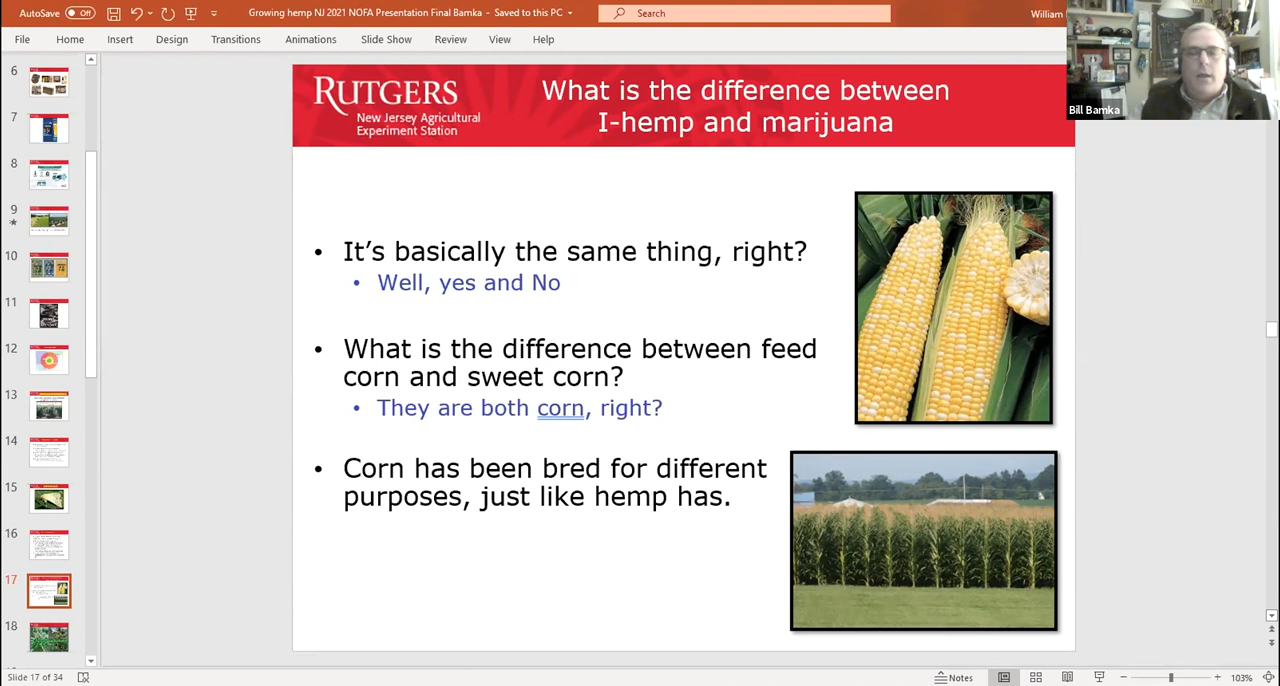 AutoSave Off Growing hemp NJ 2021 NOFA Presentation Final Bamka - Saved to this PC Search William
File Home Insert Design Transitions Animations Slide Show Review View Help
Bill Bamka
6
7
8
9
10
11
12
13
14
15
16
17
18
RUTGERS
New Jersey Agricultural
Experiment Station
What is the difference between
I-hemp and marijuana
• It's basically the same thing, right?
• Well, yes and No
• What is the difference between feed
corn and sweet corn?
• They are both corn, right?
• Corn has been bred for different
purposes, just like hemp has.
Slide 17 of 34 Notes 103%